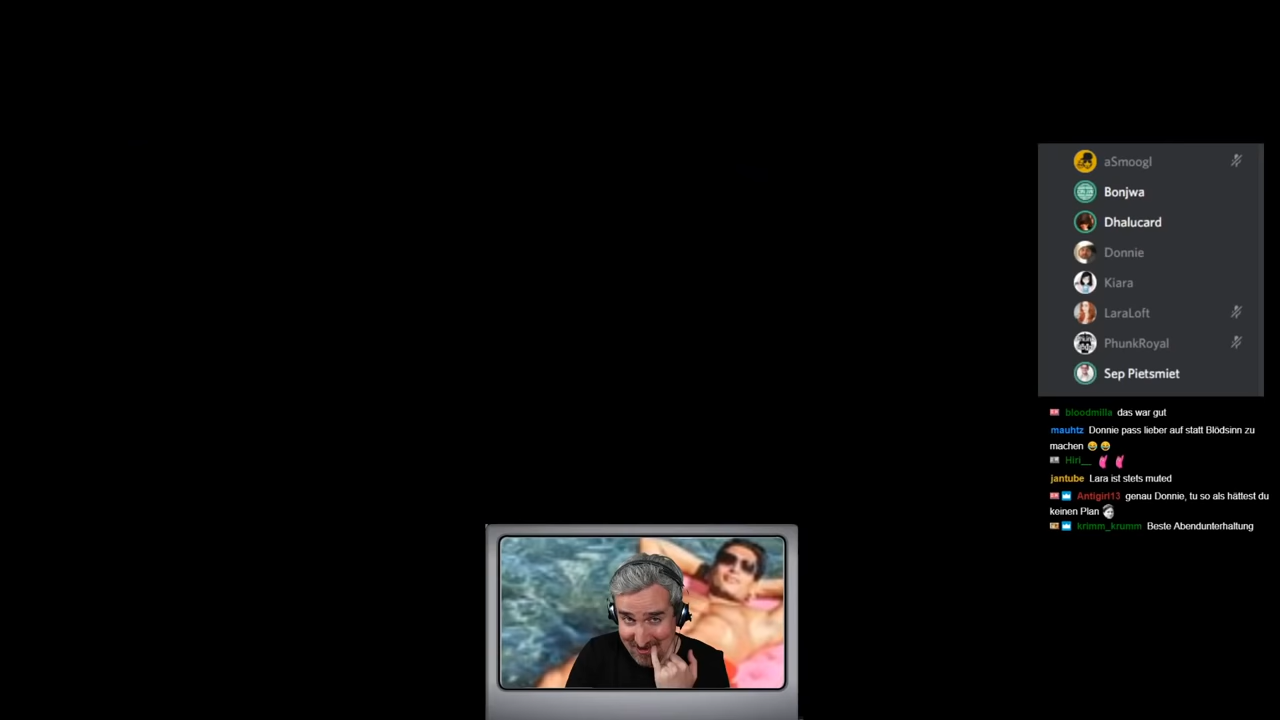 aSmoogl
Bonjwa
Dhalucard
Donnie
Kiara
LaraLoft
PhunkRoyal
Sep Pietsmiet
bloodmilla das war gut
mauhtz Donnie pass lieber auf statt Blödsinn zu
machen 😂 😂
Hiri__
jantube Lara ist stets muted
Antigirl13 genau Donnie, tu so als hättest du
keinen Plan
krimm_krumm Beste Abendunterhaltung